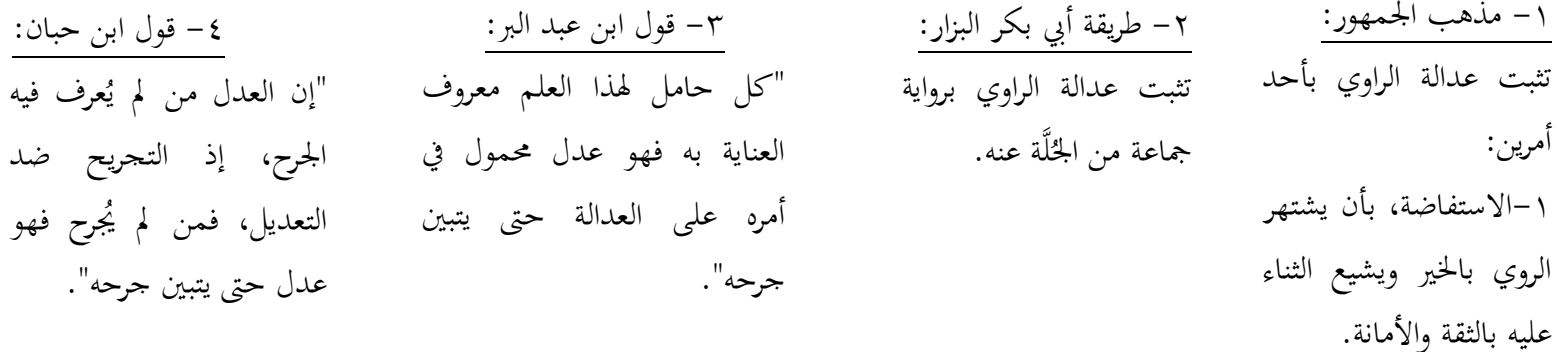 ١- مذهب الجمهور:
تثبت عدالة الراوي بأحد
أمرين:
١-الاستفاضة، بأن يشتهر
الروي بالخير ويشيع الثناء
عليه بالثقة والأمانة.
٢- طريقة أبي بكر البزار:
تثبت عدالة الراوي برواية
جماعة من الجُلَّة عنه.
٣- قول ابن عبد البر:
"كل حامل لهذا العلم معروف
العناية به فهو عدل محمول في
أمره على العدالة حتى يتبين
جرحه".
٤- قول ابن حبان:
"إن العدل من لم يُعرف فيه
الجرح، إذ التجريح ضد
التعديل، فمن لم يُجرح فهو
عدل حتى يتبين جرحه".